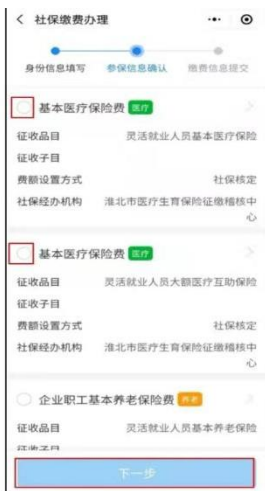 社保缴费办理
身份信息填写 参保信息确认 缴费信息提交
基本医疗保险费 医疗
征收品目 灵活就业人员基本医疗保险
征收子目
费额设置方式 社保核定
社保经办机构 淮北市医疗生育保险征缴稽核中
心
基本医疗保险费 医疗
征收品目 灵活就业人员大额医疗互助保险
征收子目
费额设置方式 社保核定
社保经办机构 淮北市医疗生育保险征缴稽核中
心
企业职工基本养老保险费 养老
征收品目 灵活就业人员基本养老保险
征收子目
下一步